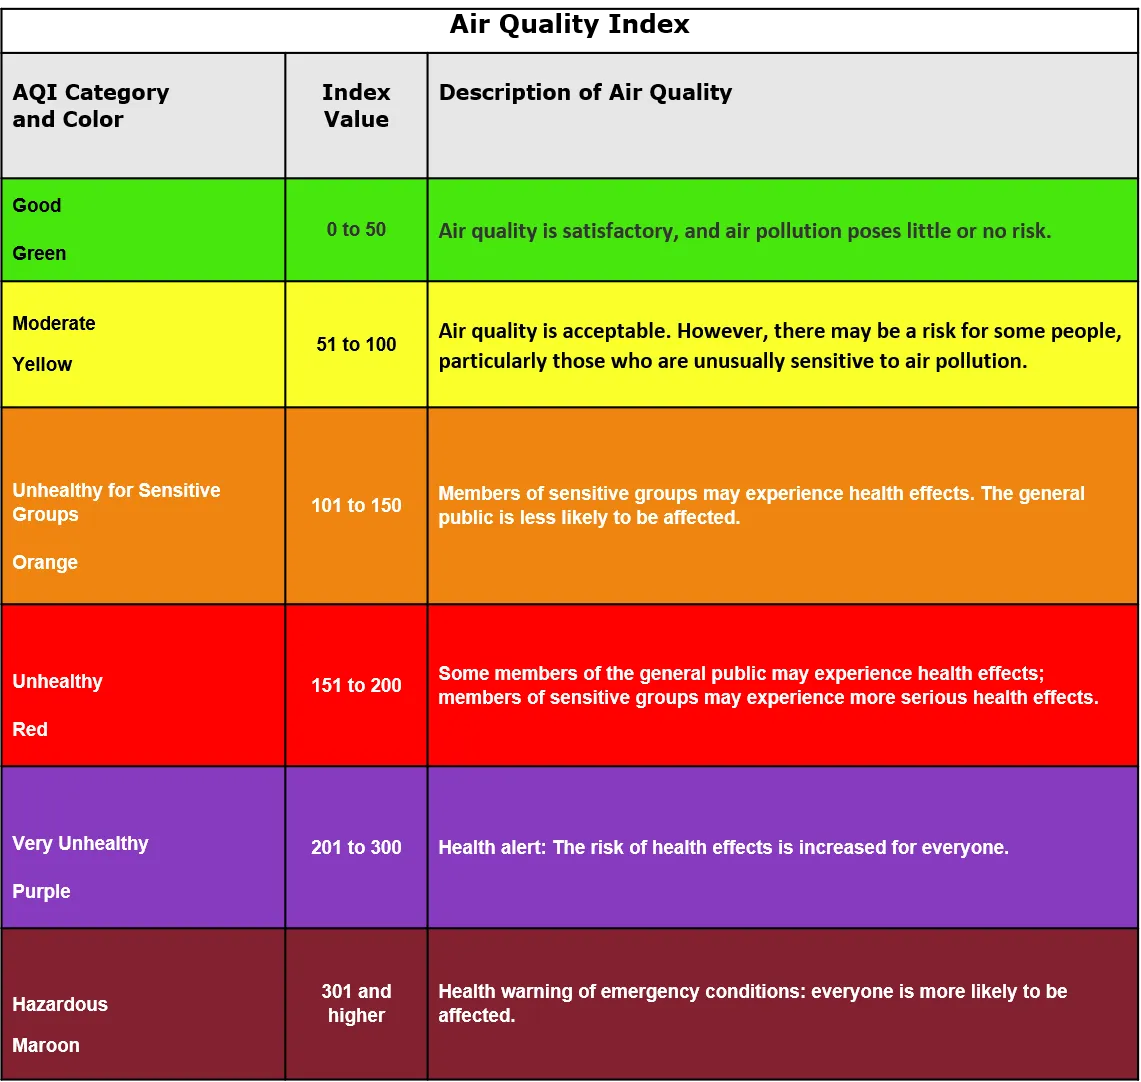 Air Quality Index
AQI Category
and Color
Index
Value
Description of Air Quality
Good
Green
0 to 50
Air quality is satisfactory, and air pollution poses little or no risk.
Moderate
Yellow
51 to 100
Air quality is acceptable. However, there may be a risk for some people,
particularly those who are unusually sensitive to air pollution.
Unhealthy for Sensitive
Groups
Orange
101 to 150
Members of sensitive groups may experience health effects. The general
public is less likely to be affected.
Unhealthy
Red
151 to 200
Some members of the general public may experience health effects;
members of sensitive groups may experience more serious health effects.
Very Unhealthy
Purple
201 to 300
Health alert: The risk of health effects is increased for everyone.
Hazardous
Maroon
301 and
higher
Health warning of emergency conditions: everyone is more likely to be
affected.